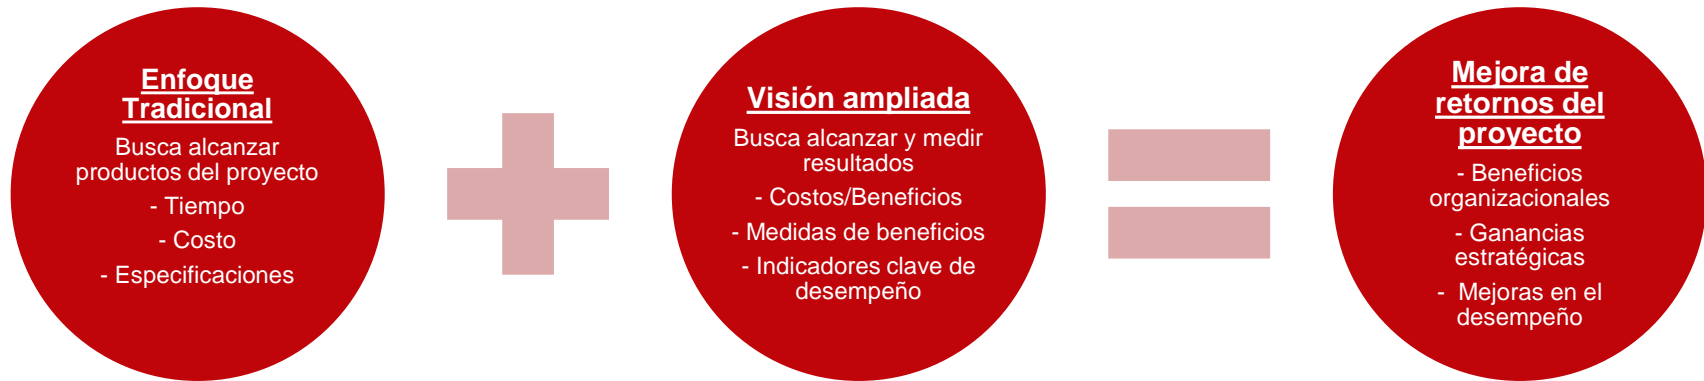 Enfoque
Tradicional
Busca alcanzar
productos del proyecto
- Tiempo
- Costo
- Especificaciones
Visión ampliada
Busca alcanzar y medir
resultados
- Costos/Beneficios
- Medidas de beneficios
- Indicadores clave de
desempeño
Mejora de
retornos del
proyecto
- Beneficios
organizacionales
- Ganancias
estratégicas
- Mejoras en el
desempeño